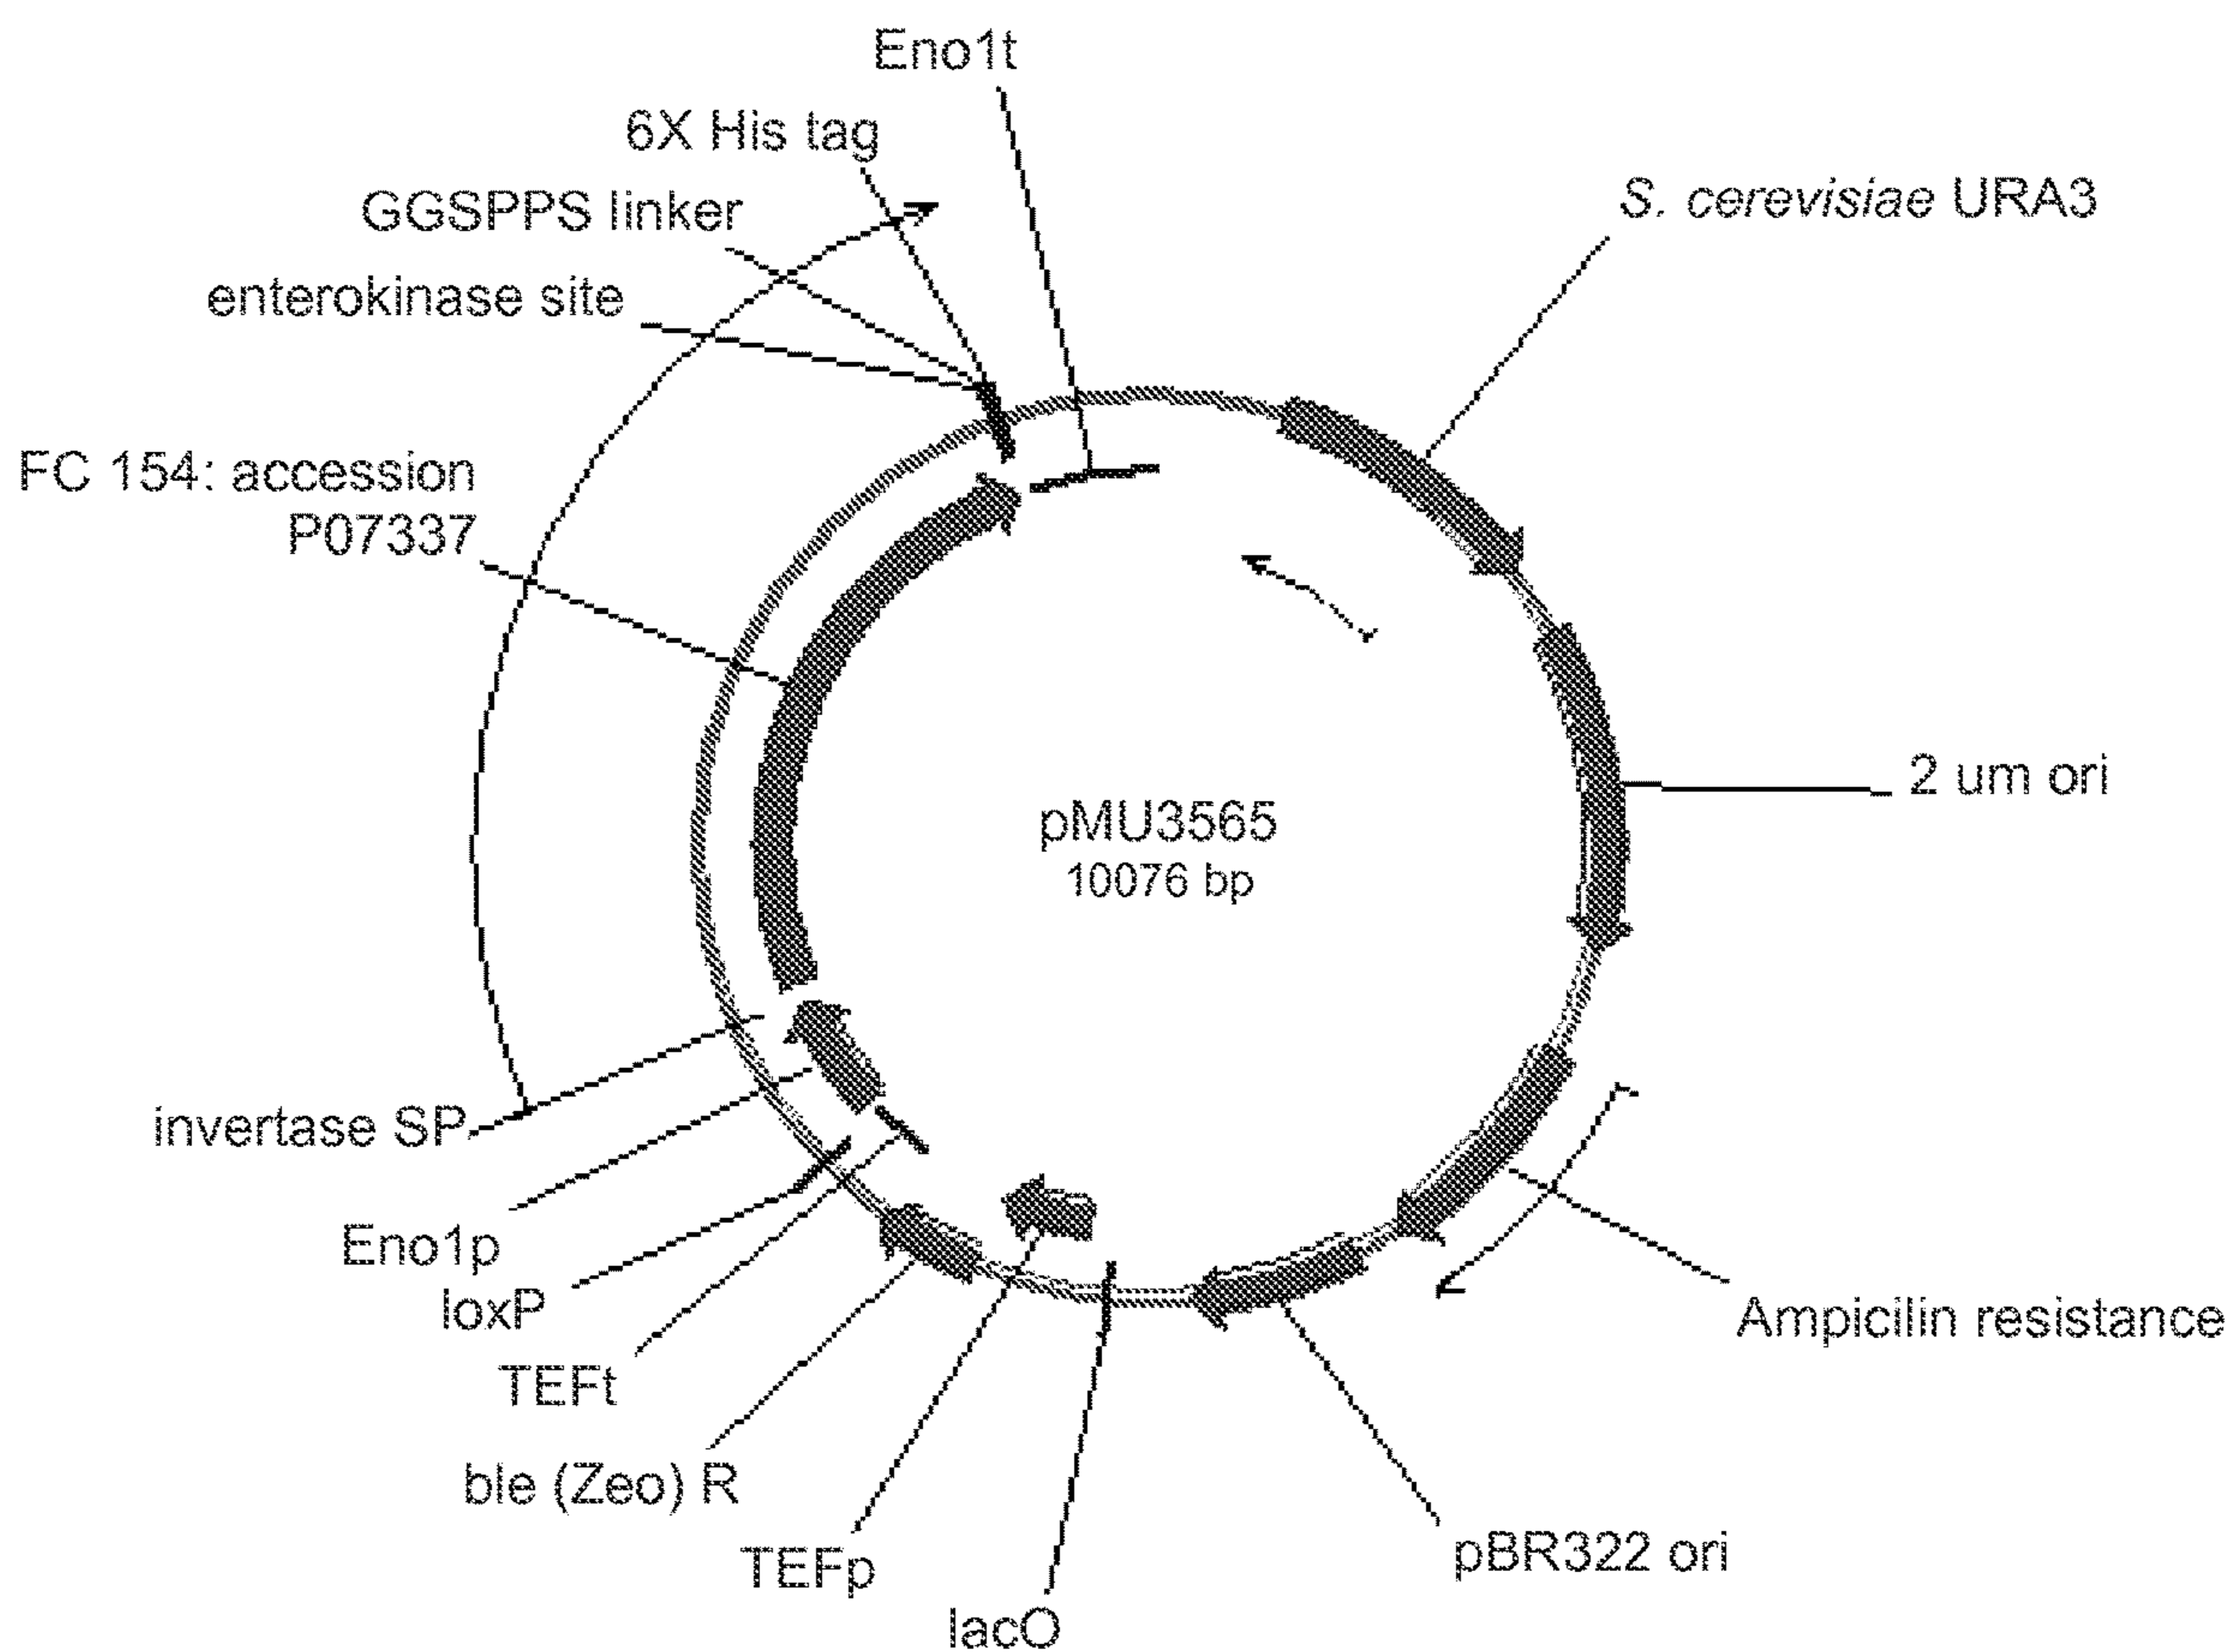 Eno1t
6X His tag
GGSPPS linker
S. cerevisiae URA3
enterokinase site
FC 154: accession
P07337
2 um ori
pMU3565
10076 bp
invertase SP
Eno1p
loxP
Ampicilin resistance
TEFt
ble (Zeo) R
pBR322 ori
TEFp
lacO